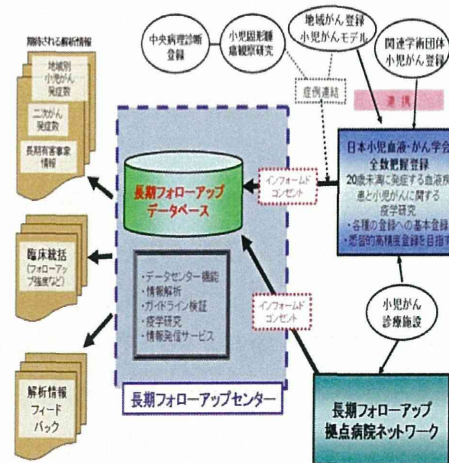 期待される解析情報
地域別
小児がん
発症数
二次がん
発症数
長期有害事象
情報
臨床統括
(フォローアッ
プ強度など)
解析情報
フィード
バック
中央病理診断
登録
小児固形腫
瘍観察研究
地域がん登録
小児がんモデル
関連学術団体
小児がん登録
症例連結
連携
長期フォローアップ
データベース
インフォームド
コンセント
・データセンター機能
・情報解析
・ガイドライン検証
・疫学研究
・情報発信サービス
長期フォローアップセンター
インフォームド
コンセント
日本小児血液・がん学会
全数把握登録
20歳未満に発症する血液疾
患と小児がんに関する
疫学研究
・各種の登録への基本登録
・悉皆的高精度登録を目指す
小児がん
診療施設
長期フォローアップ
拠点病院ネットワーク